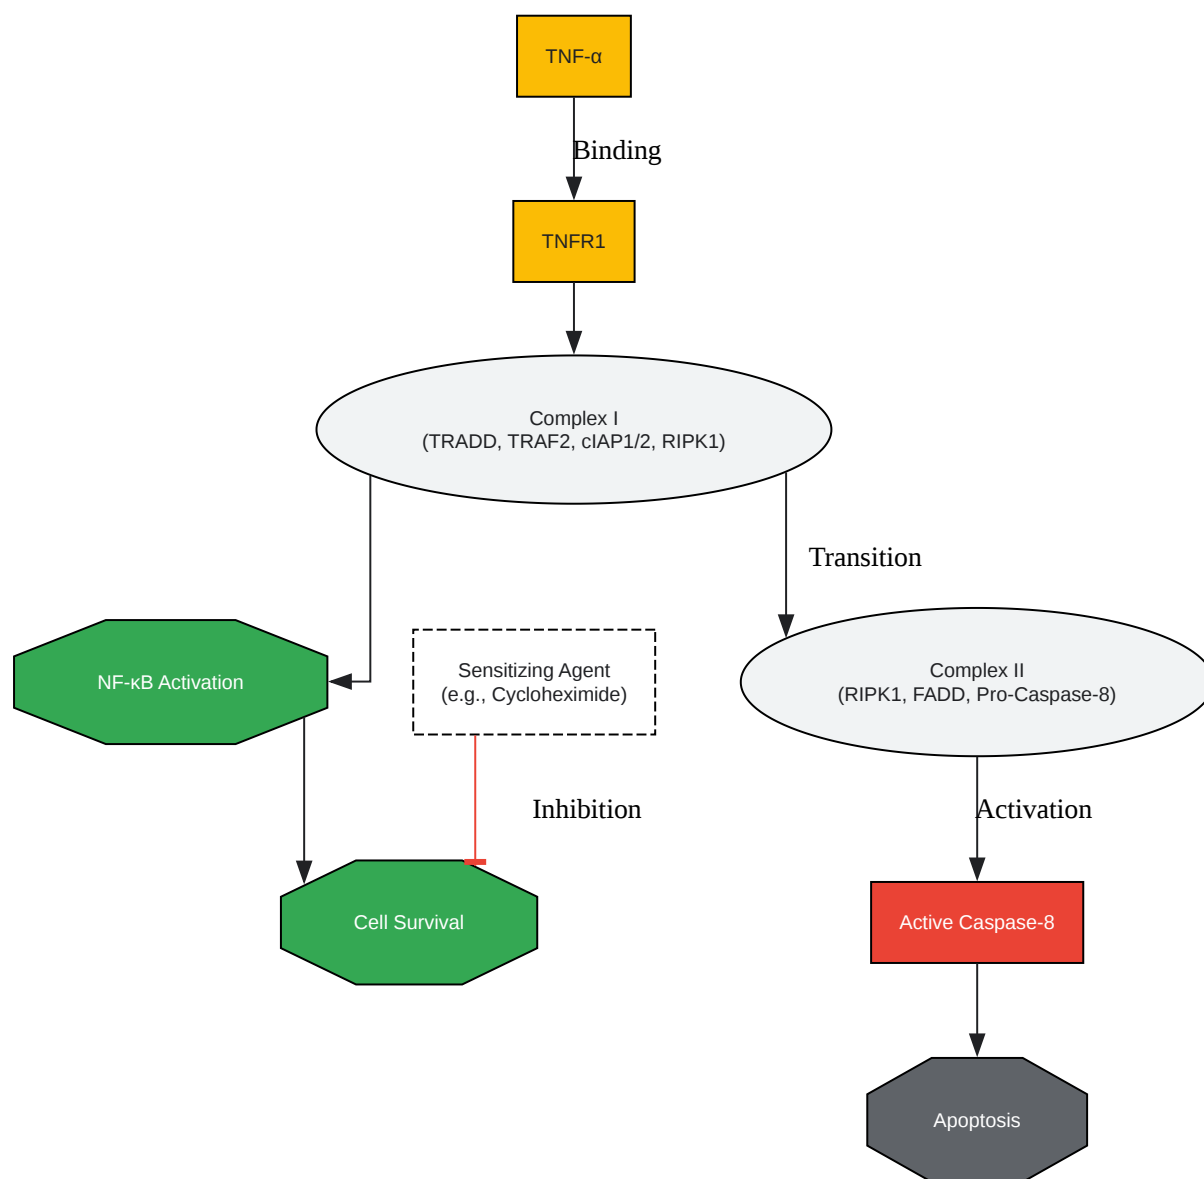 TNF-α
Binding
TNFR1
Complex I
(TRADD, TRAF2, cIAP1/2, RIPK1)
Transition
NF-κB Activation
Sensitizing Agent
(e.g., Cycloheximide)
Complex II
(RIPK1, FADD, Pro-Caspase-8)
Inhibition
Activation
Cell Survival
Active Caspase-8
Apoptosis